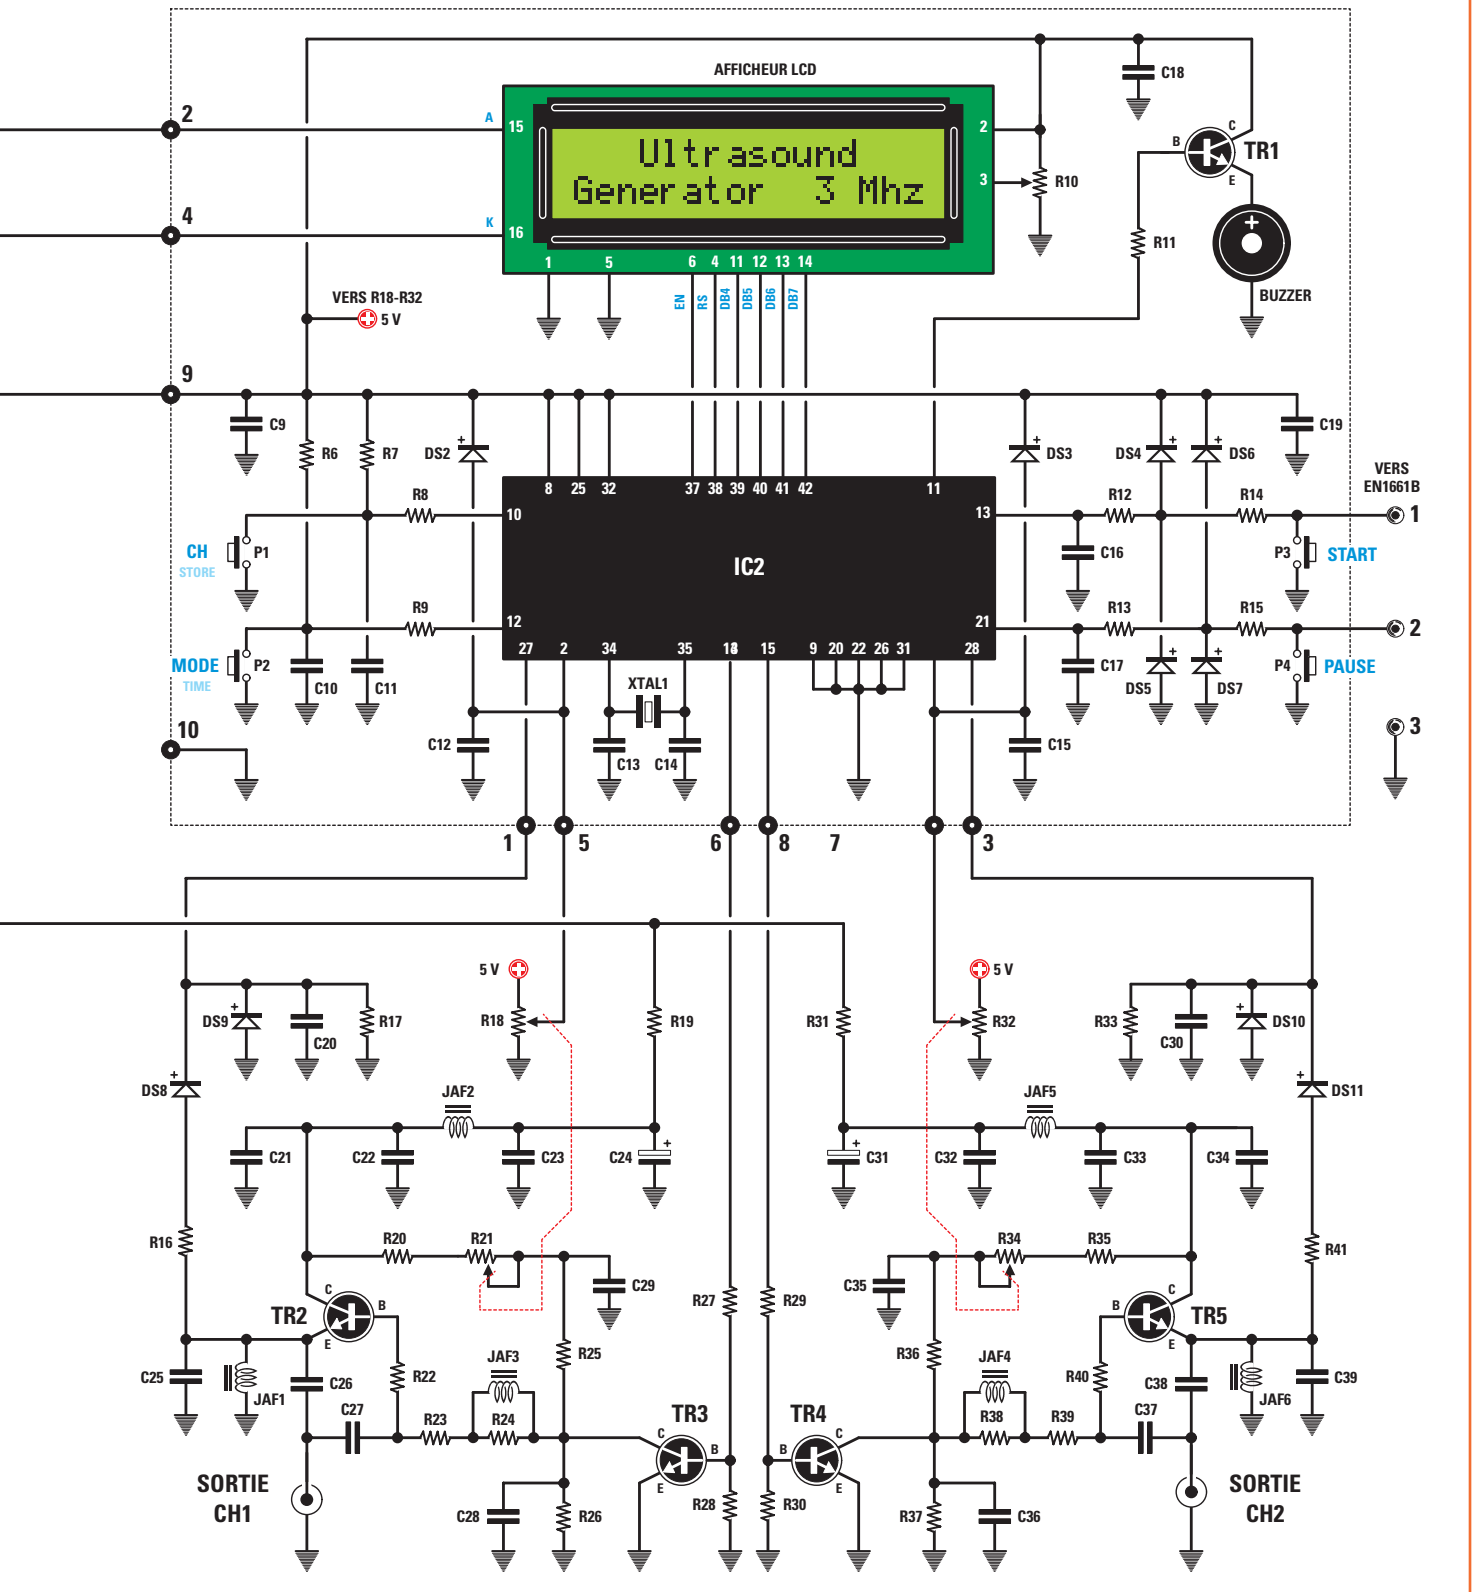 AFFICHEUR LCD
C18
2
A
15
2
Ultrasound
Generator 3 Mhz
B
C
TR1
E
3
R10
4
K
16
1
5
6
4
11
12
13
14
R11
EN
RS
DB4
DB5
DB6
DB7
BUZZER
VERS R18-R32
5 V
9
C9
R6
R7
DS2
+
DS3
+
DS4
+
DS6
+
C19
VERS
EN1661B
8
25
32
37
38
39
40
41
42
11
R8
10
13
R12
R14
1
CH
STORE
P1
IC2
C16
P3
START
R9
12
21
R13
R15
2
MODE
TIME
P2
C10
C11
27
2
34
35
15
9
20
22
26
31
28
C17
DS5
+
DS7
+
P4
PAUSE
XTAL1
10
C12
C13
C14
C15
3
1
5
6
8
7
3
5 V
5 V
DS9
+
C20
R17
R18
R19
R31
R32
R33
C30
DS10
+
DS8
+
JAF2
JAF5
DS11
+
C21
C22
C23
C24
+
C31
+
C32
C33
C34
R16
R20
R21
R34
R35
R41
C29
R27
R29
C35
C
TR2
B
E
C
TR5
B
E
C25
JAF1
C26
R22
JAF3
R25
R36
JAF4
R40
C38
JAF6
C39
C27
R23
R24
TR3
C
B
E
TR4
C
B
E
R38
R39
C37
SORTIE
CH1
C28
R26
R28
R30
R37
C36
SORTIE
CH2